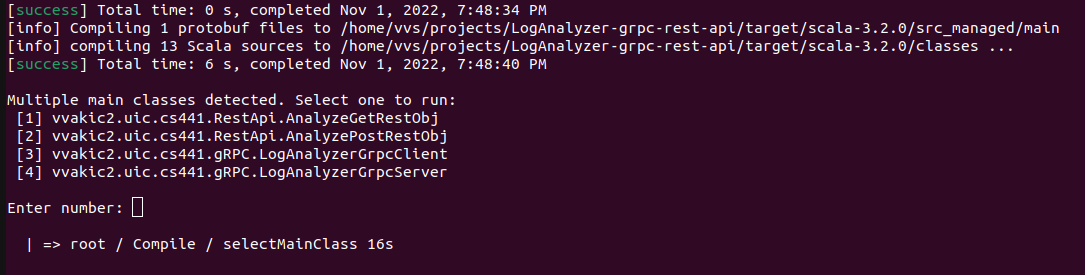 [success] Total time: 0 s, completed Nov 1, 2022, 7:48:34 PM
[info] Compiling 1 protobuf files to /home/vvs/projects/LogAnalyzer-grpc-rest-api/target/scala-3.2.0/src_managed/main
[info] compiling 13 Scala sources to /home/vvs/projects/LogAnalyzer-grpc-rest-api/target/scala-3.2.0/classes ...
[success] Total time: 6 s, completed Nov 1, 2022, 7:48:40 PM
Multiple main classes detected. Select one to run:
[1] vvakic2.uic.cs441.RestApi.AnalyzeGetRestObj
[2] vvakic2.uic.cs441.RestApi.AnalyzePostRestObj
[3] vvakic2.uic.cs441.gRPC.LogAnalyzerGrpcClient
[4] vvakic2.uic.cs441.gRPC.LogAnalyzerGrpcServer
Enter number:
| => root / Compile / selectMainClass 16s